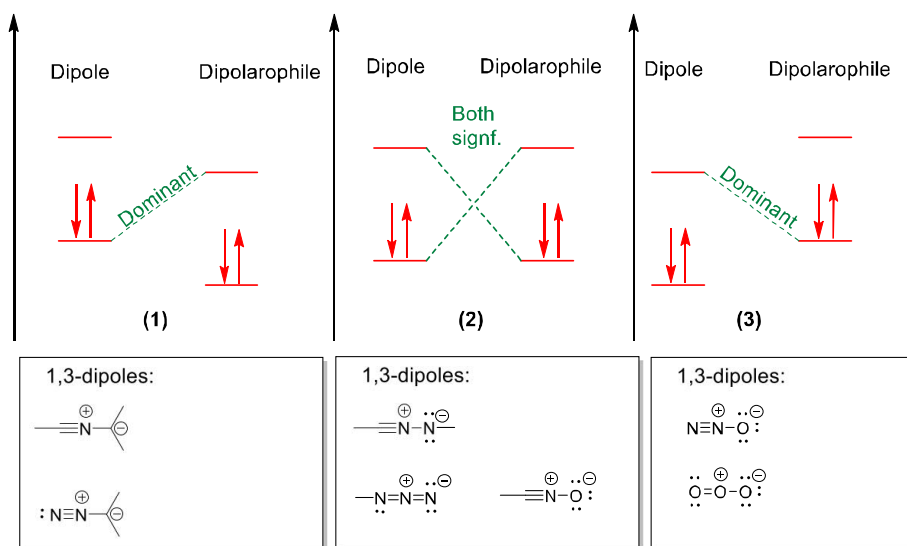 Dipole
Dipolarophile
Dominant
(1)
Dipole
Dipolarophile
Both
signf.
(2)
Dipole
Dipolarophile
Dominant
(3)
1,3-dipoles:
≡N⊕ ⊖
:N≡N⊕ ⊖
1,3-dipoles:
≡N⊕-N⊖
N=N⊕=N⊖
≡N⊕-O⊖
1,3-dipoles:
N≡N⊕-O⊖
O=O⊕-O⊖